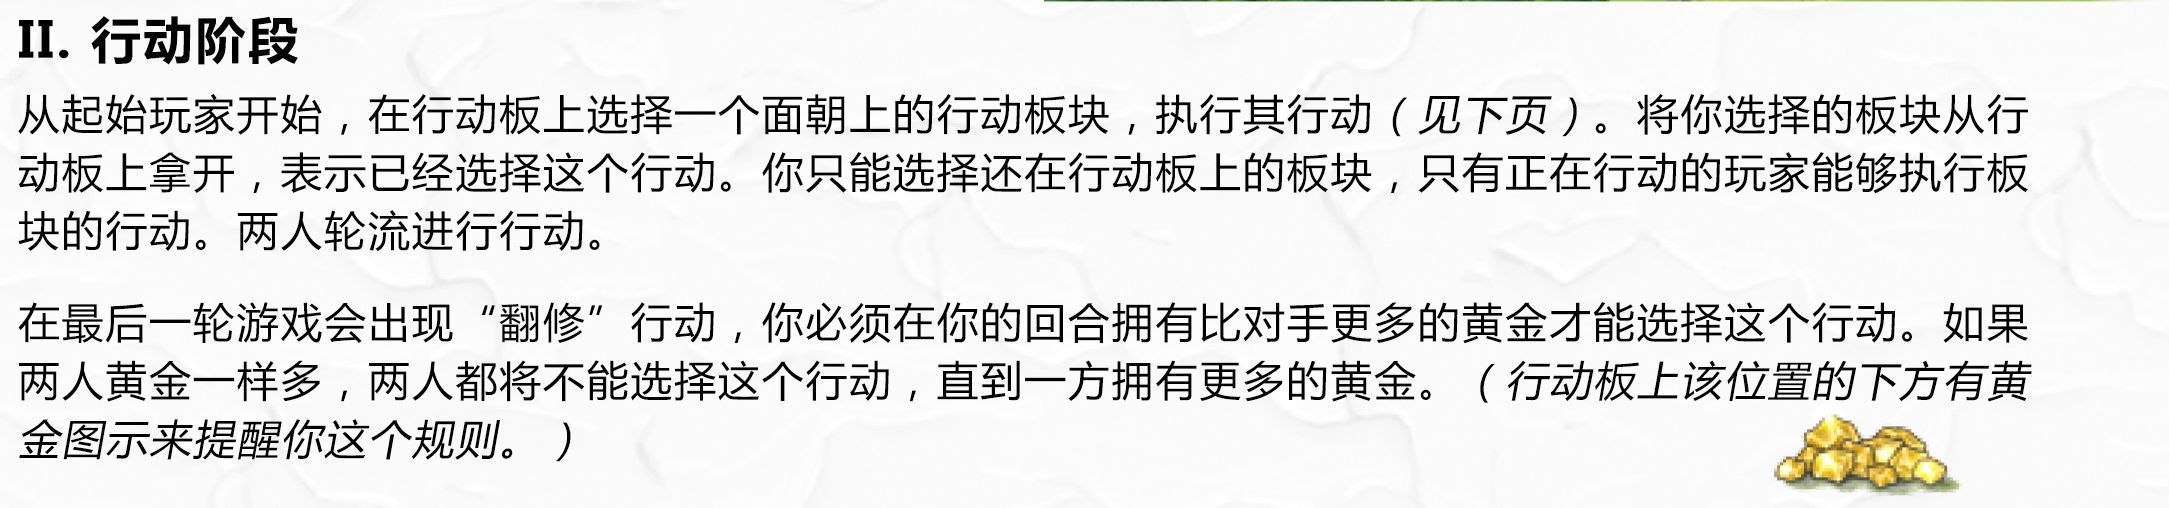 II. 行动阶段
从起始玩家开始，在行动板上选择一个面朝上的行动板块，执行其行动（见下页）。将你选择的板块从行
动板上拿开，表示已经选择这个行动。你只能选择还在行动板上的板块，只有正在行动的玩家能够执行板
块的行动。两人轮流进行行动。
在最后一轮游戏会出现“翻修”行动，你必须在你的回合拥有比对手更多的黄金才能选择这个行动。如果
两人黄金一样多，两人都将不能选择这个行动，直到一方拥有更多的黄金。（行动板上该位置的下方有黄
金图示来提醒你这个规则。）